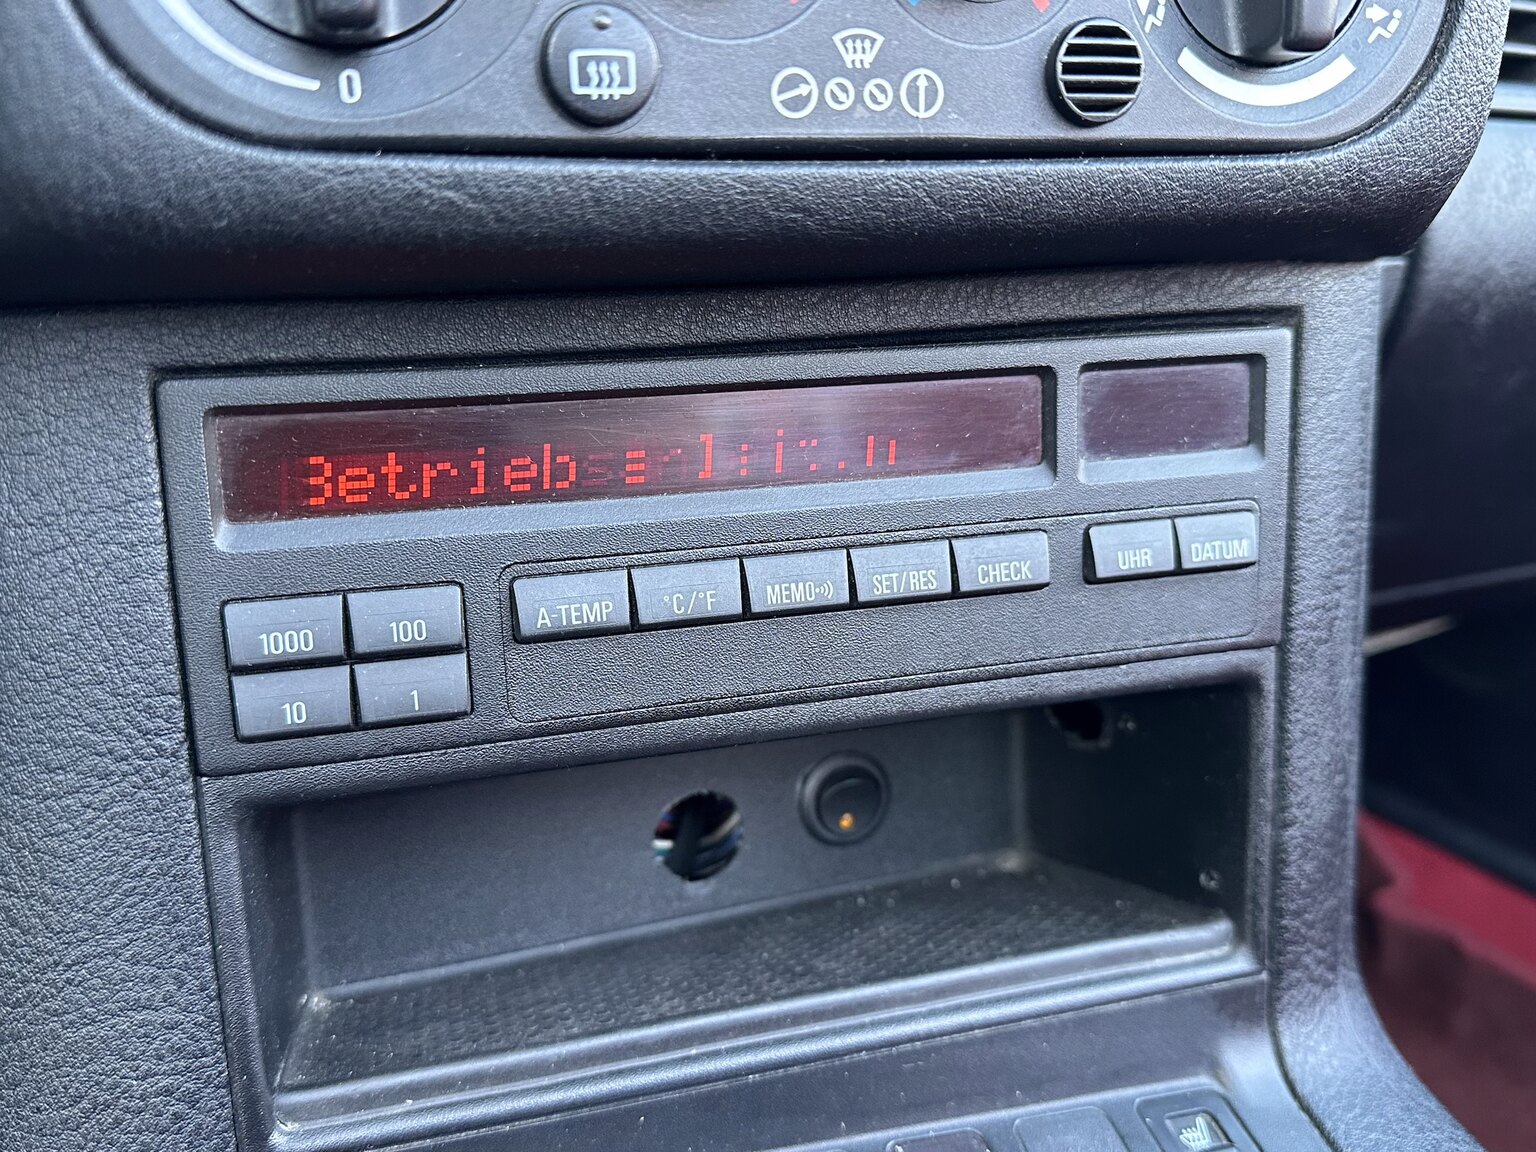 0
Betrieb
A-TEMP °C/°F MEMO SET/RES CHECK UHR DATUM
1000 100
10 1